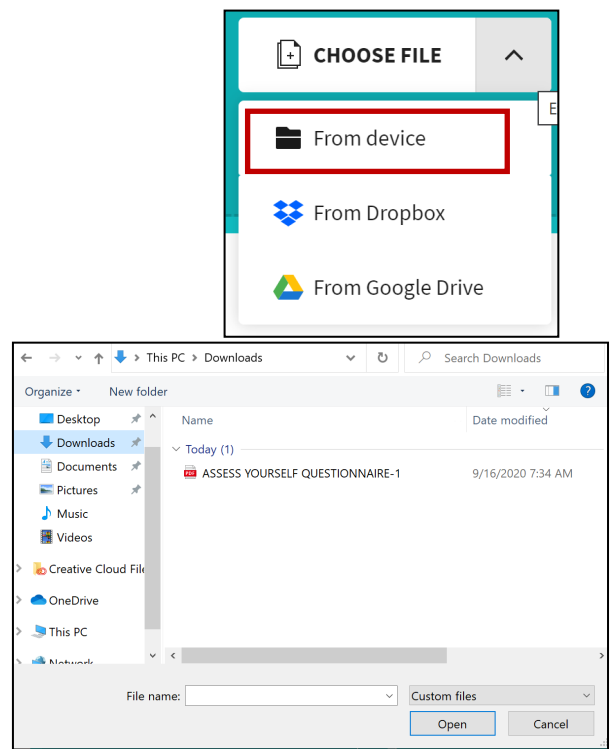 CHOOSE FILE
E
From device
From Dropbox
From Google Drive
This PC > Downloads
Search Downloads
Organize
New folder
?
Desktop
Name
Date modified
Downloads
Today (1)
Documents
PDF
ASSESS YOURSELF QUESTIONNAIRE-1
9/16/2020 7:34 AM
Pictures
Music
Videos
Creative Cloud File
OneDrive
This PC
Network
File name:
Custom files
Open
Cancel